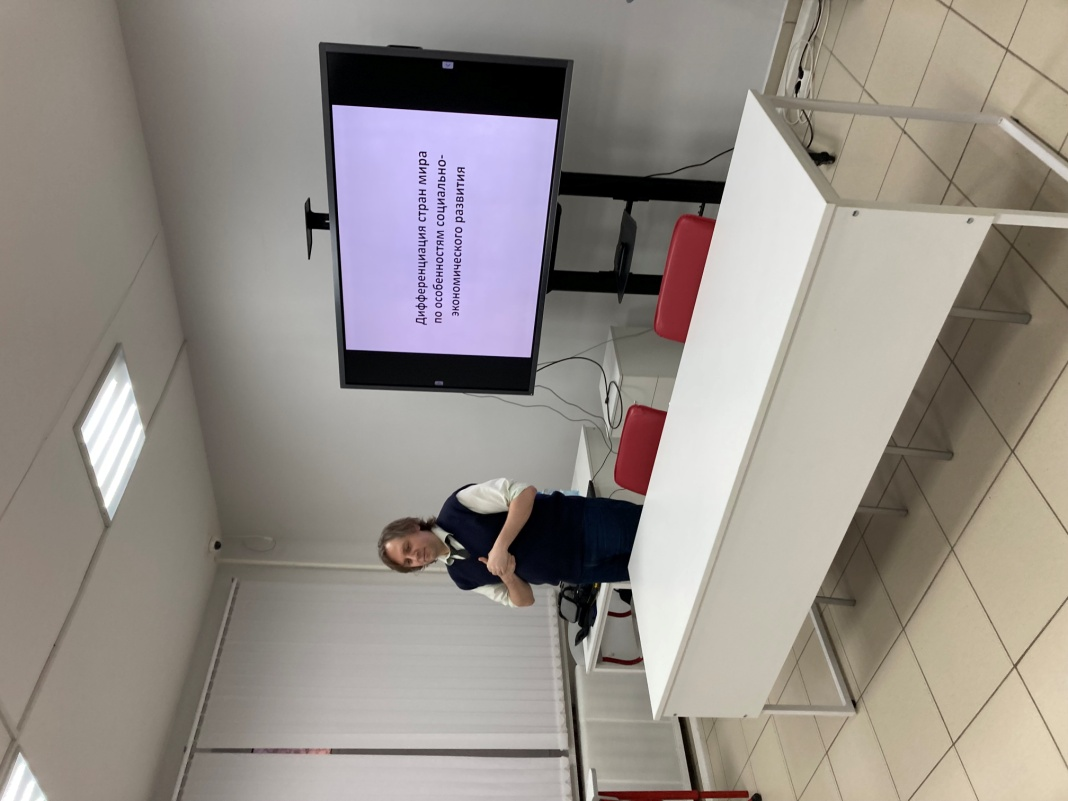 Дифференциация стран мира
по особенностям социально-
экономического развития